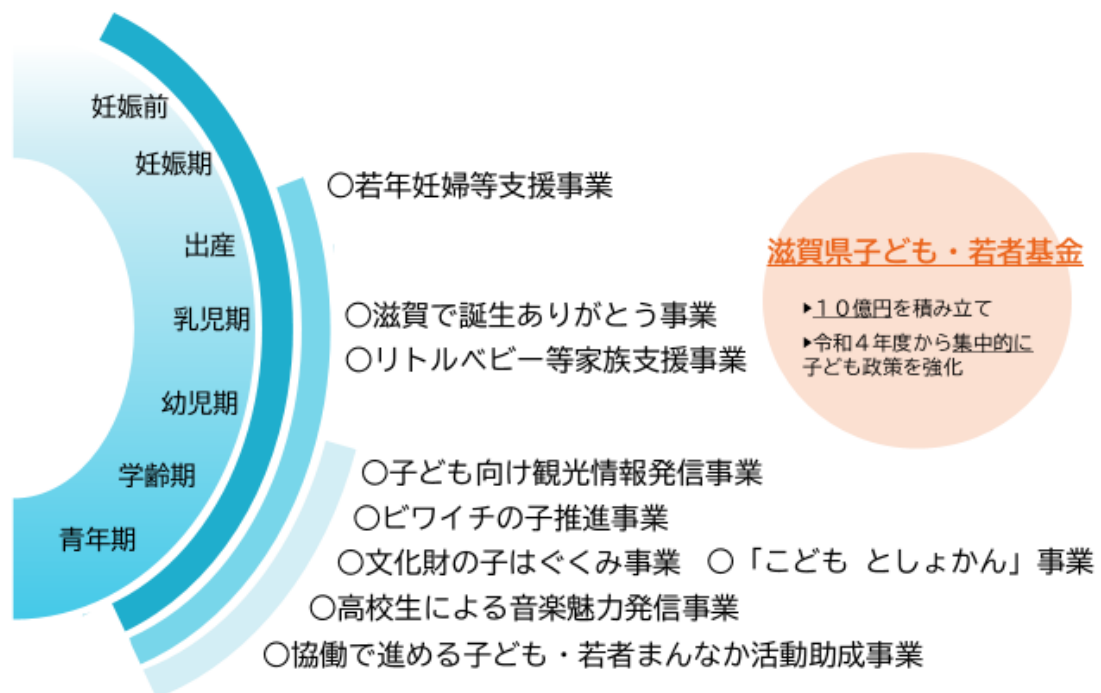 妊娠前
妊娠期
出産
乳児期
幼児期
学齢期
青年期
〇若年妊婦等支援事業
〇滋賀で誕生ありがとう事業
〇リトルベビー等家族支援事業
〇子ども向け観光情報発信事業
〇ビワイチの子推進事業
〇文化財の子はぐくみ事業 〇「こども としょかん」事業
〇高校生による音楽魅力発信事業
〇協働で進める子ども・若者まんなか活動助成事業
滋賀県子ども・若者基金
▶１０億円を積み立て
▶令和４年度から集中的に
子ども政策を強化